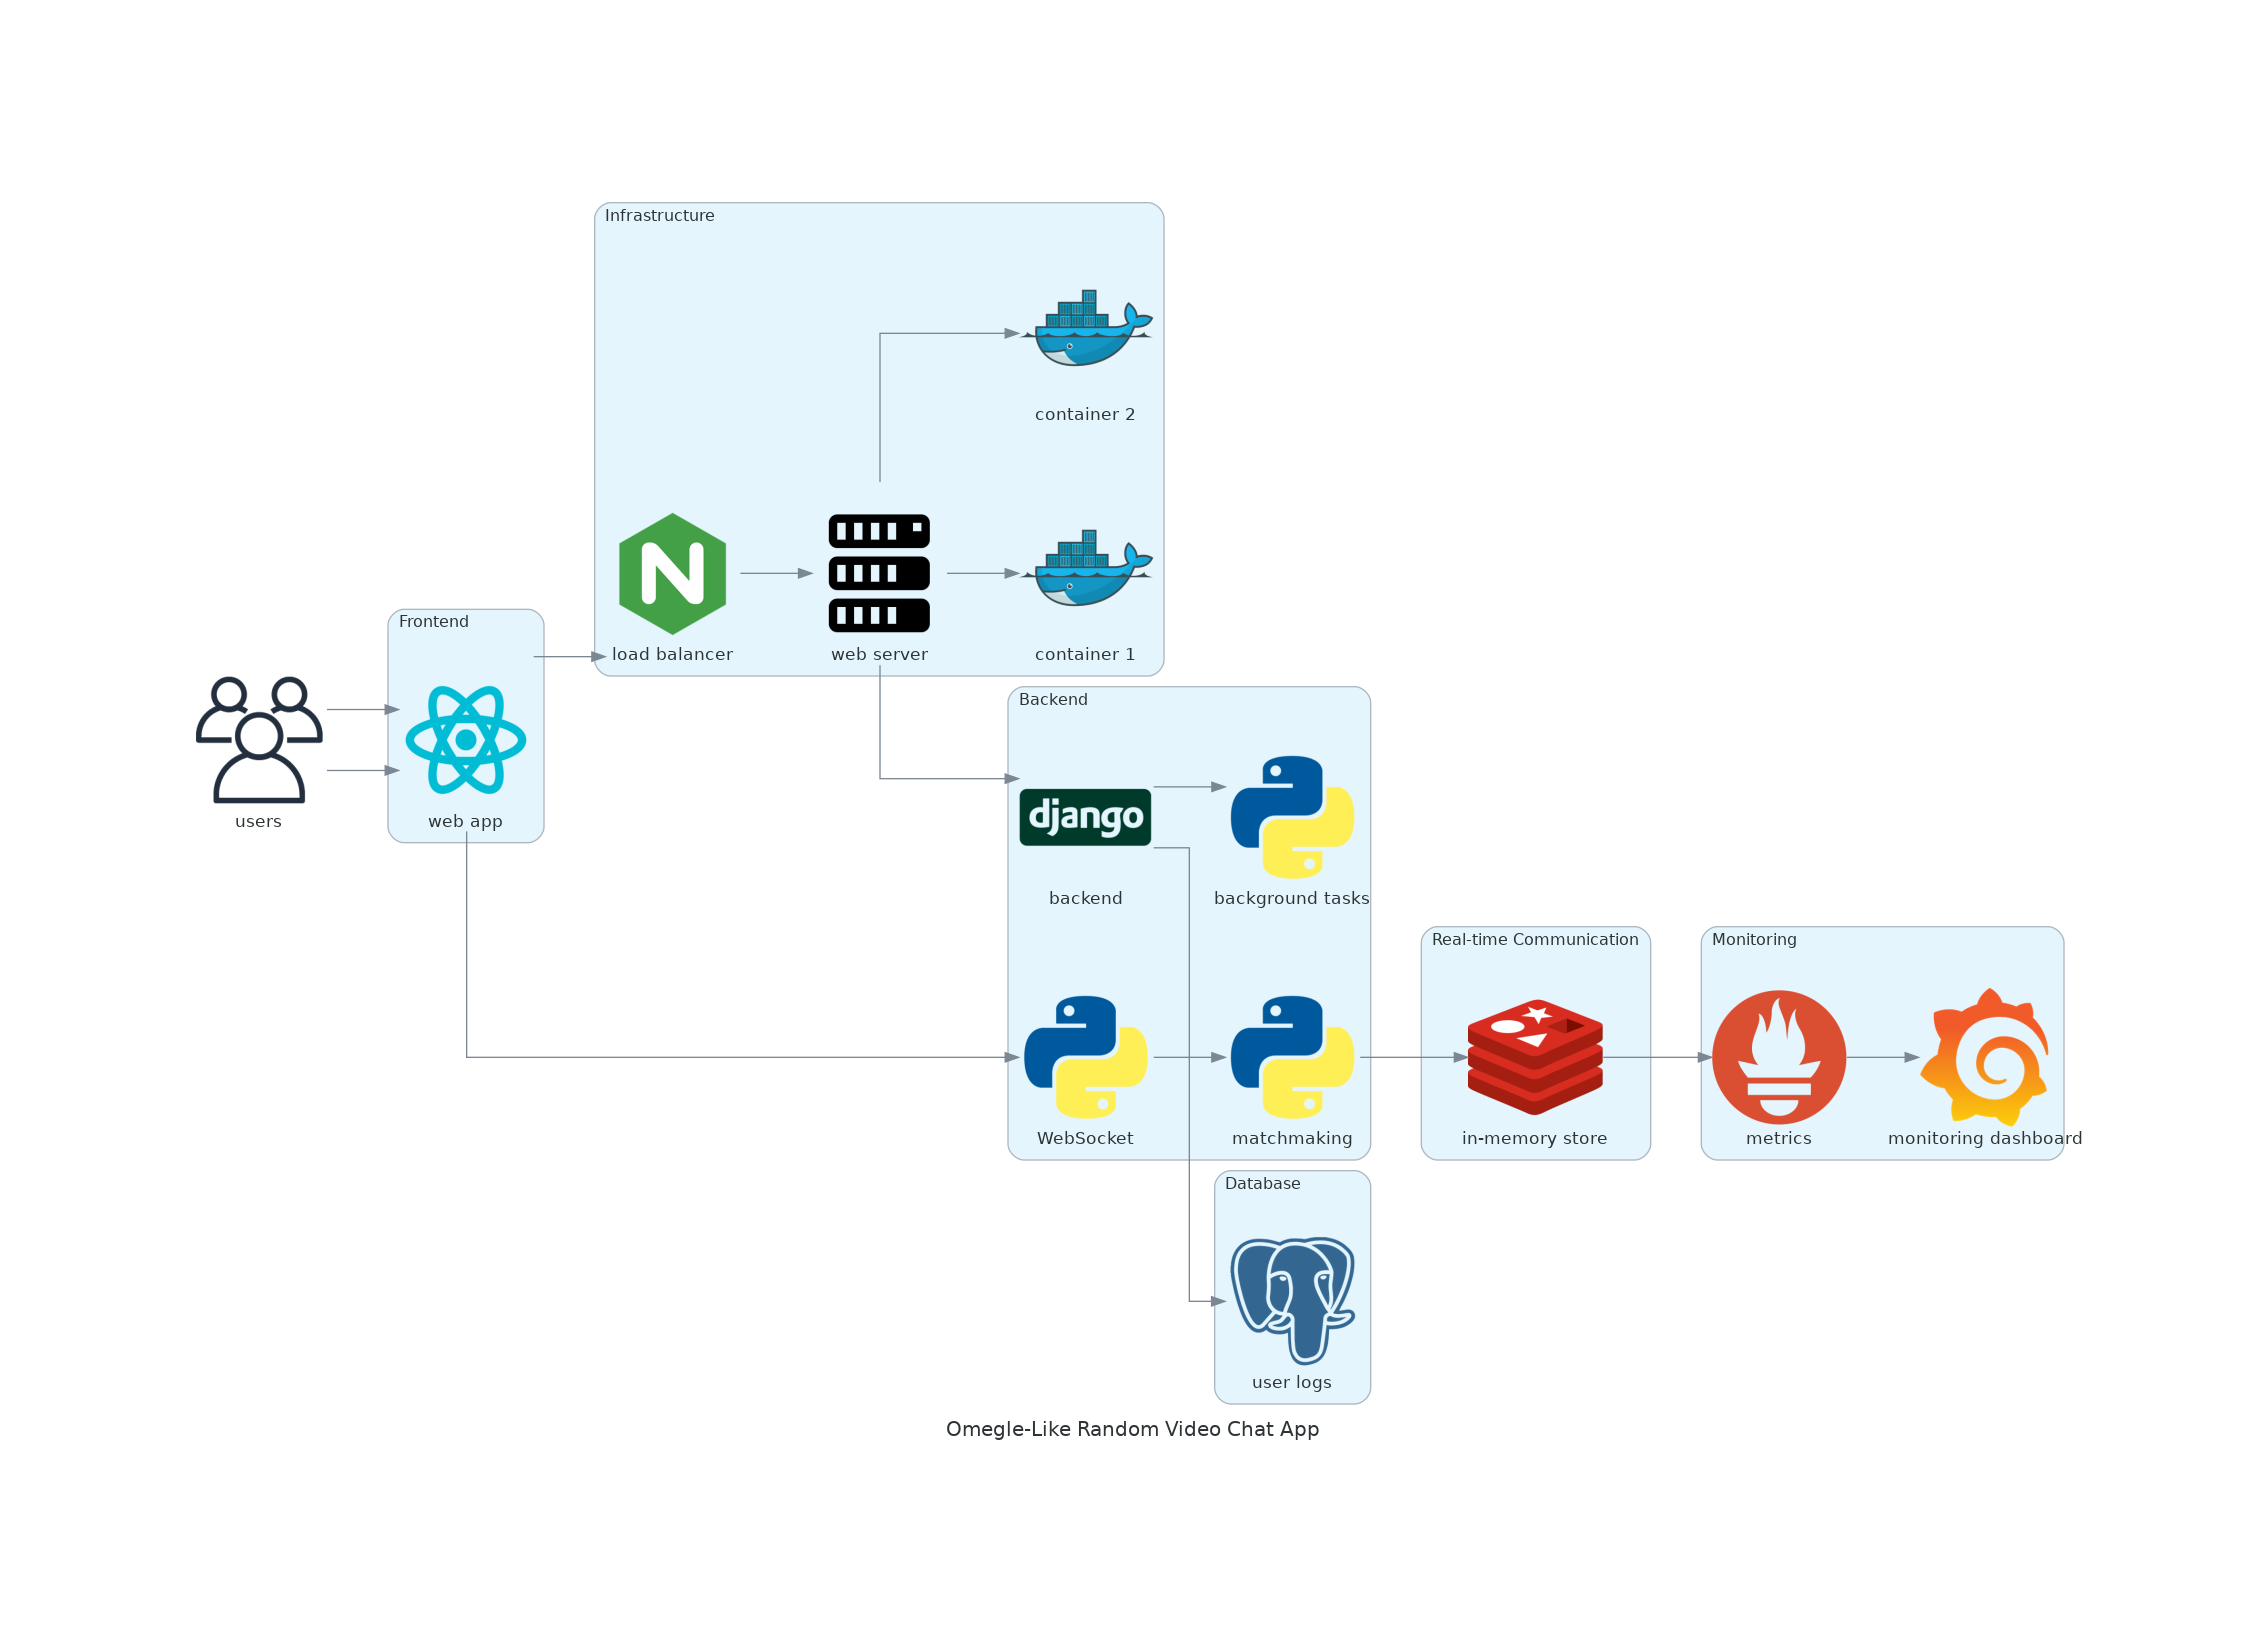 Infrastructure
container 2
load balancer
web server
container 1
Frontend
users
web app
Backend
django
backend
background tasks
WebSocket
matchmaking
Real-time Communication
in-memory store
Monitoring
metrics
monitoring dashboard
Database
user logs
Omegle-Like Random Video Chat App